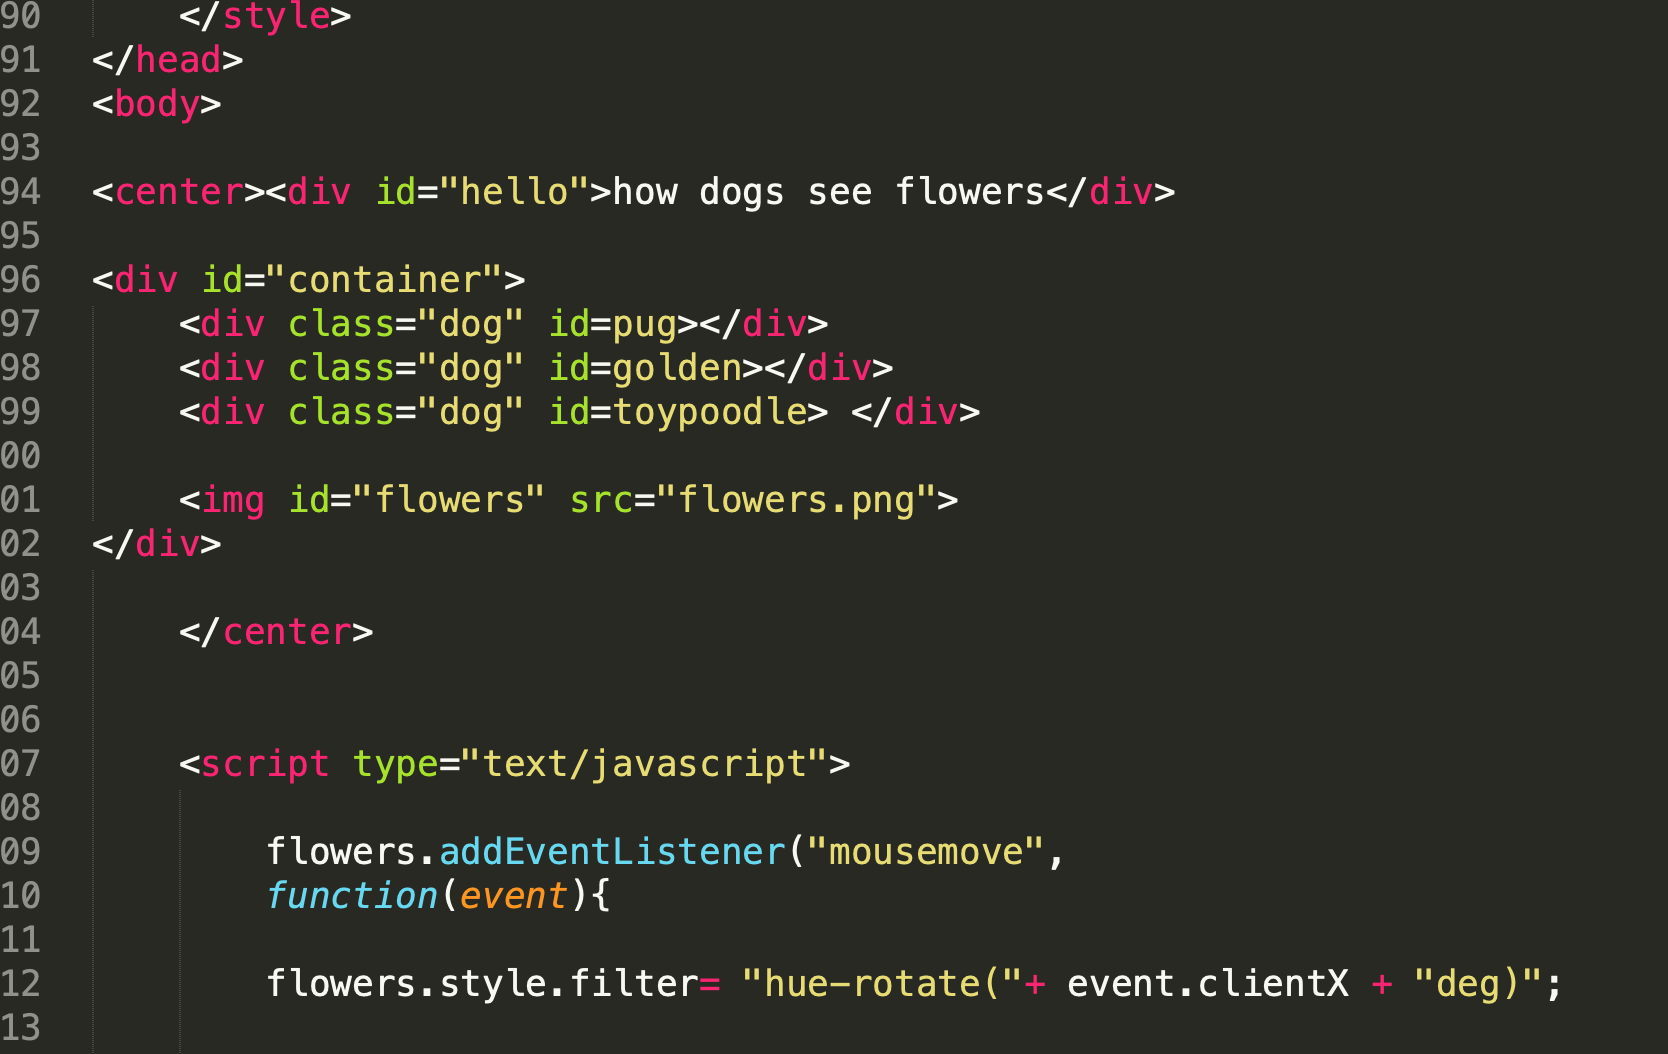 90 </style>
91 </head>
92 <body>
93
94 <center><div id="hello">how dogs see flowers</div>
95
96 <div id="container">
97 <div class="dog" id=pug></div>
98 <div class="dog" id=golden></div>
99 <div class="dog" id=toypoodle> </div>
00
01 <img id="flowers" src="flowers.png">
02 </div>
03
04 </center>
05
06
07 <script type="text/javascript">
08
09 flowers.addEventListener("mousemove",
10 function(event){
11
12 flowers.style.filter= "hue-rotate("+ event.clientX + "deg)";
13